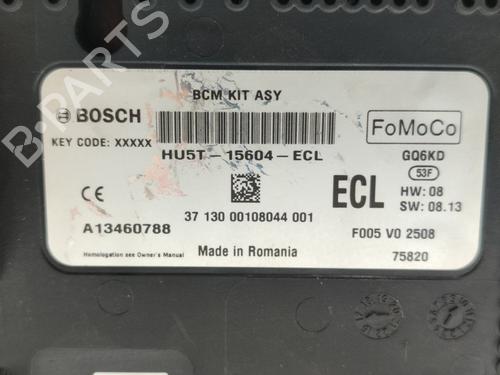 BCM KIT ASY
BOSCH
FoMoCo
KEY CODE: XXXXX
HU5T-15604-ECL
GQ6KD
53F
ECL
HW: 08
SW: 08.13
CE
37 130 00108044 001
A13460788
F005 V0 2508
Made in Romania
75820
Homologation see Owner's Manual